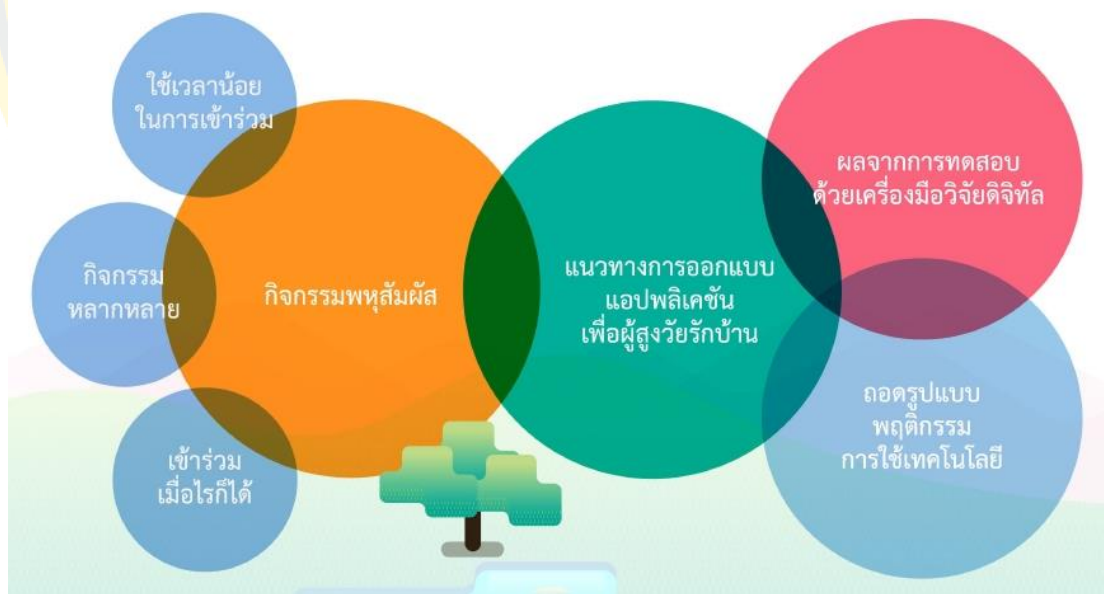 ใช้เวลาน้อย
ในการเข้าร่วม
กิจกรรม
หลากหลาย
เข้าร่วม
เมื่อไรก็ได้
กิจกรรมพหุสัมผัส
แนวทางการออกแบบ
แอปพลิเคชัน
เพื่อผู้สูงวัยรักบ้าน
ผลจากการทดสอบ
ด้วยเครื่องมือวิจัยดิจิทัล
ถอดรูปแบบ
พฤติกรรม
การใช้เทคโนโลยี